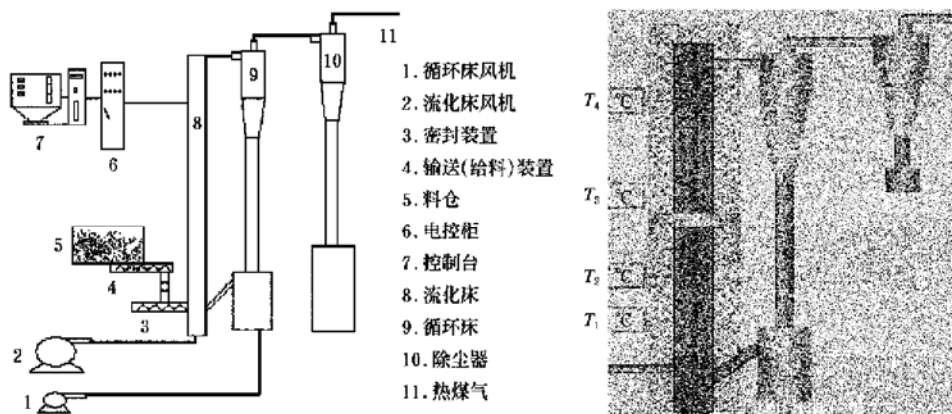 1.循环床风机
2.流化床风机
3.密封装置
4.输送(给料)装置
5.料仓
6.电控柜
7.控制台
8.流化床
9.循环床
10.除尘器
11.热煤气
1
2
3
4
5
6
7
8
9
10
11
T₄ ℃
T₃ ℃
T₂ ℃
T₁ ℃